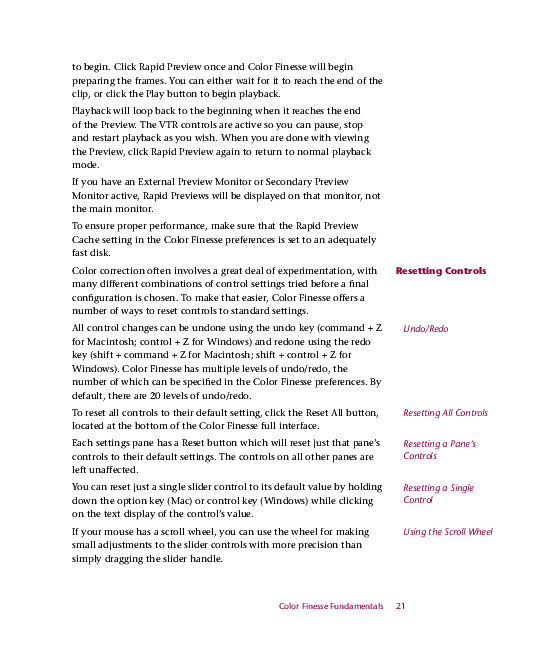 to begin. Click Rapid Preview once and Color Finesse will begin
preparing the frames. You can either wait for it to reach the end of the
clip, or click the Play button to begin playback.
Playback will loop back to the beginning when it reaches the end
of the Preview. The VTR controls are active so you can pause, stop
and restart playback as you wish. When you are done with viewing
the Preview, click Rapid Preview again to return to normal playback
mode.
If you have an External Preview Monitor or Secondary Preview
Monitor active, Rapid Previews will be displayed on that monitor, not
the main monitor.
To ensure proper performance, make sure that the Rapid Preview
Cache setting in the Color Finesse preferences is set to an adequately
fast disk.
Resetting Controls
Color correction often involves a great deal of experimentation, with
many different combinations of control settings tried before a final
configuration is chosen. To make that easier, Color Finesse offers a
number of ways to reset controls to standard settings.
Undo/Redo
All control changes can be undone using the undo key (command + Z
for Macintosh; control + Z for Windows) and redone using the redo
key (shift + command + Z for Macintosh; shift + control + Z for
Windows). Color Finesse has multiple levels of undo/redo, the
number of which can be specified in the Color Finesse preferences. By
default, there are 20 levels of undo/redo.
Resetting All Controls
To reset all controls to their default setting, click the Reset All button,
located at the bottom of the Color Finesse full interface.
Resetting a Pane's
Controls
Each settings pane has a Reset button which will reset just that pane's
controls to their default settings. The controls on all other panes are
left unaffected.
Resetting a Single
Control
You can reset just a single slider control to its default value by holding
down the option key (Mac) or control key (Windows) while clicking
on the text display of the control's value.
Using the Scroll Wheel
If your mouse has a scroll wheel, you can use the wheel for making
small adjustments to the slider controls with more precision than
simply dragging the slider handle.
Color Finesse Fundamentals 21